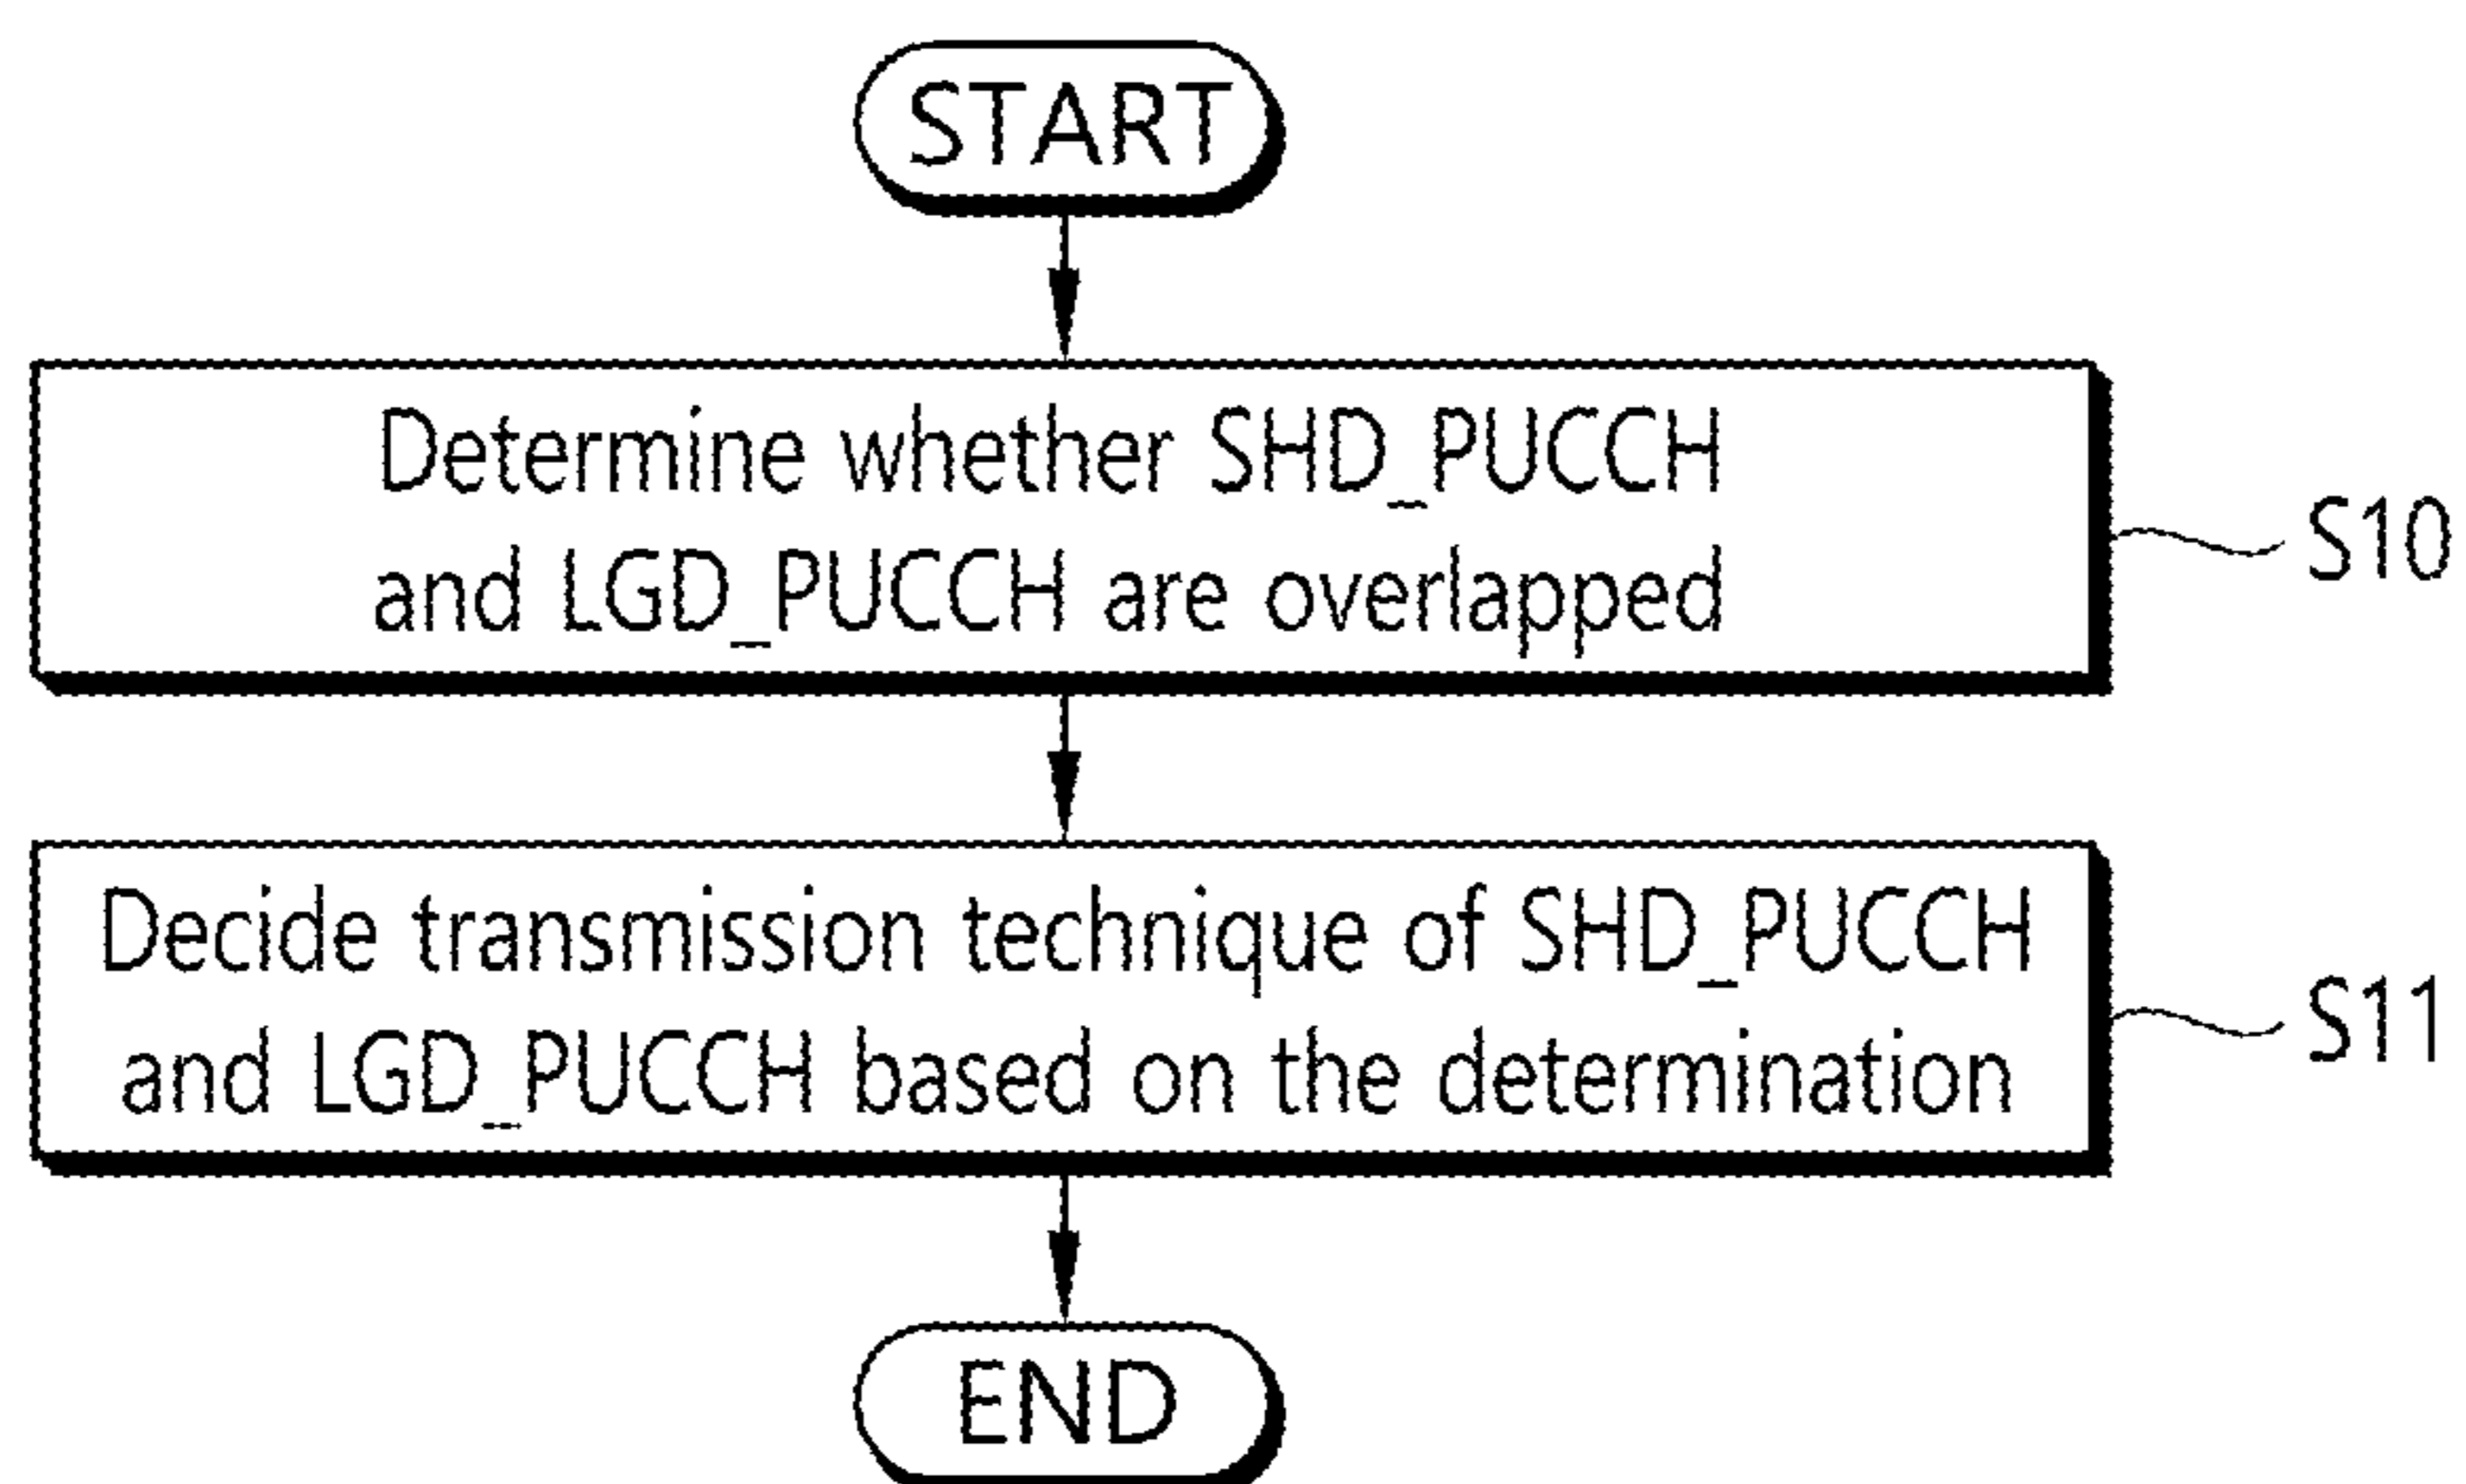 START
Determine whether SHD_PUCCH
and LGD_PUCCH are overlapped
S10
Decide transmission technique of SHD_PUCCH
and LGD_PUCCH based on the determination
S11
END